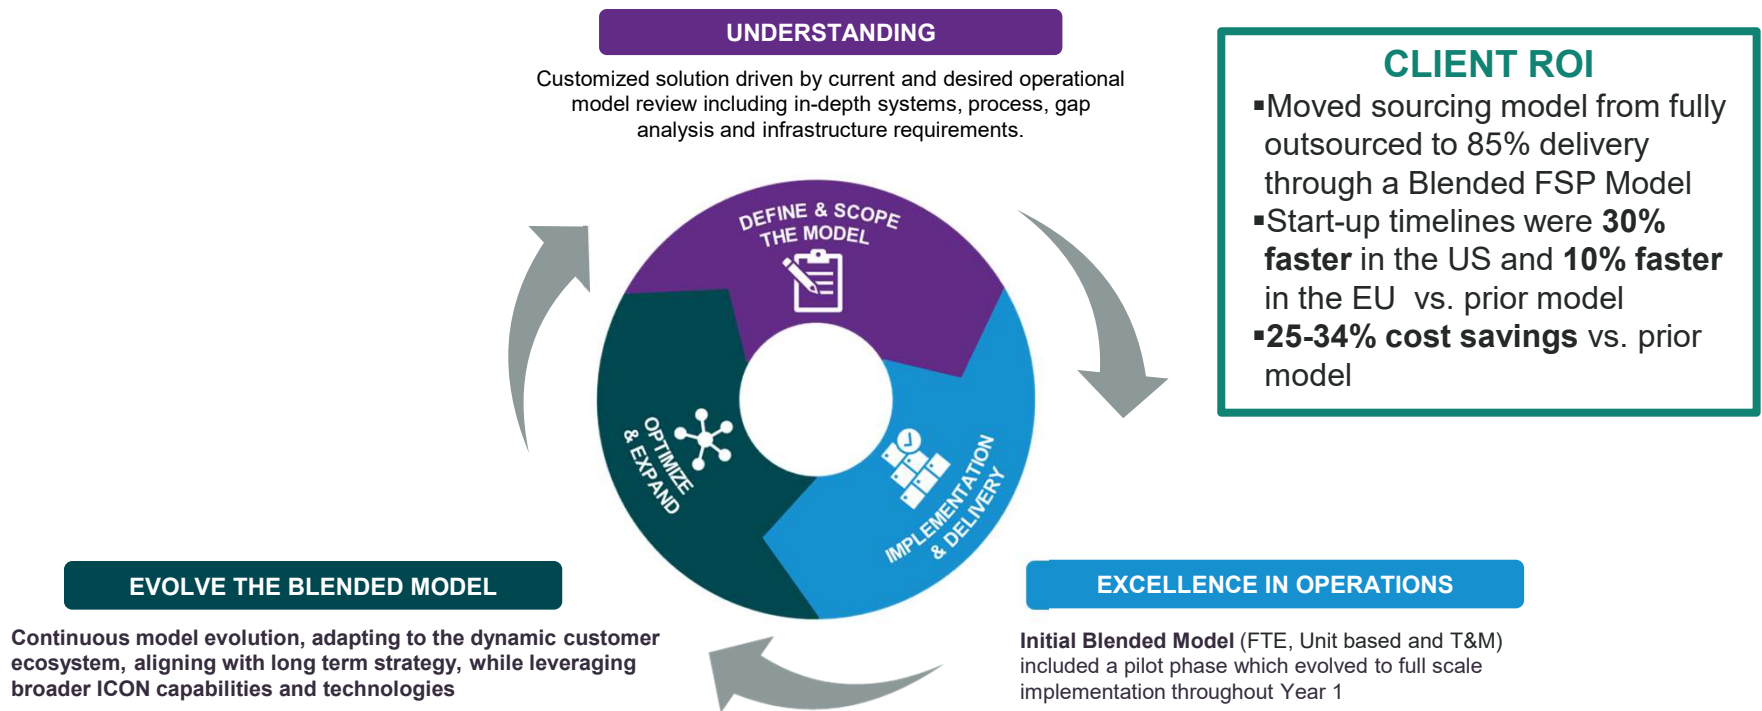 UNDERSTANDING
Customized solution driven by current and desired operational
model review including in-depth systems, process, gap
analysis and infrastructure requirements.
CLIENT ROI
▪Moved sourcing model from fully
outsourced to 85% delivery
through a Blended FSP Model
▪Start-up timelines were 30%
faster in the US and 10% faster
in the EU  vs. prior model
▪25-34% cost savings vs. prior
model
DEFINE & SCOPE
THE MODEL
IMPLEMENTATION
& DELIVERY
OPTIMIZE
& EXPAND
EVOLVE THE BLENDED MODEL
Continuous model evolution, adapting to the dynamic customer
ecosystem, aligning with long term strategy, while leveraging
broader ICON capabilities and technologies
EXCELLENCE IN OPERATIONS
Initial Blended Model (FTE, Unit based and T&M)
included a pilot phase which evolved to full scale
implementation throughout Year 1